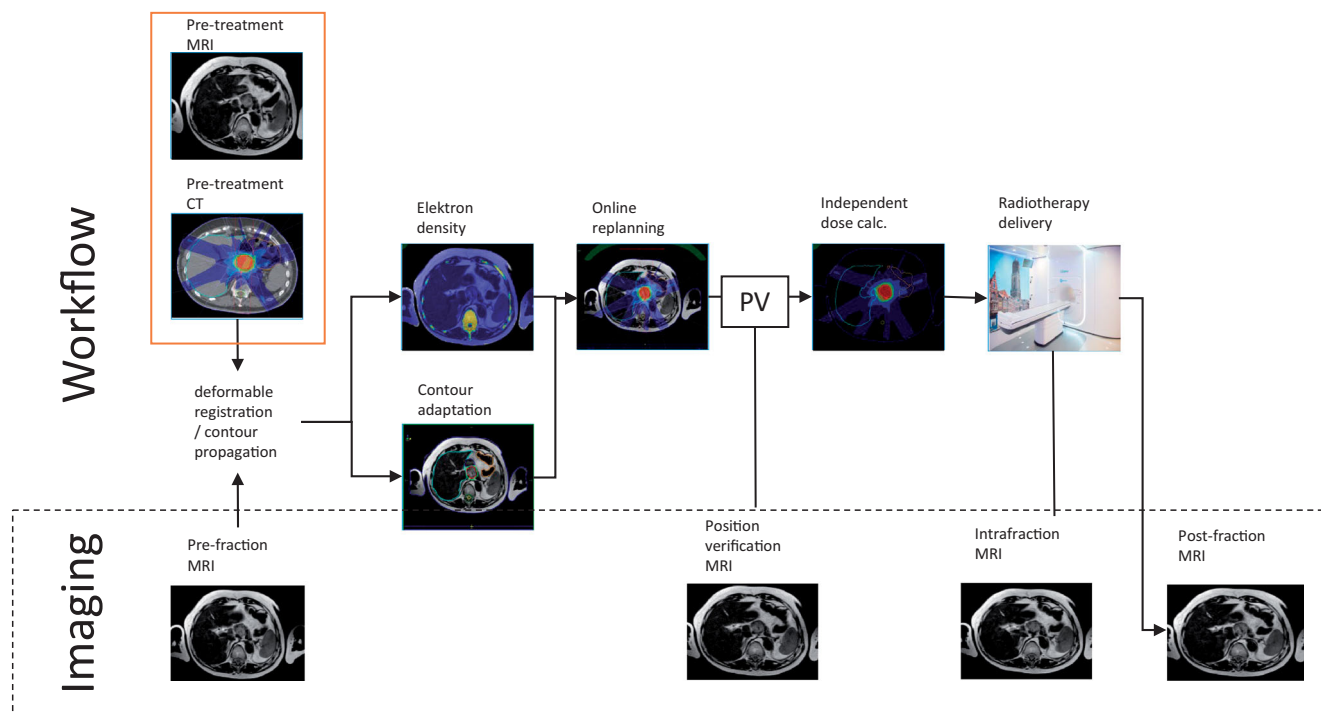 Workflow
Pre-treatment
MRI
Pre-treatment
CT
deformable
registration
/ contour
propagation
Elektron
density
Contour
adaptation
Online
replanning
PV
Independent
dose calc.
Radiotherapy
delivery
Imaging
Pre-fraction
MRI
Position
verification
MRI
Intrafraction
MRI
Post-fraction
MRI